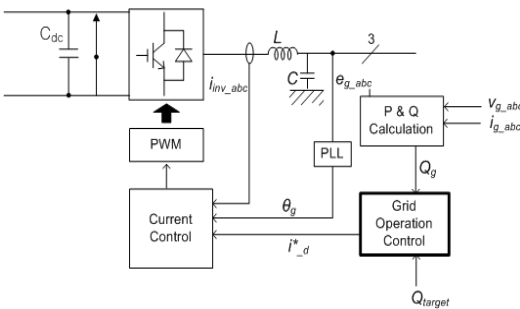 Cdc
L
3
iinv_abc
C
eg_abc
P & Q
Calculation
vg_abc
ig_abc
PWM
PLL
Qg
Current
Control
θg
i*_d
Grid
Operation
Control
Qtarget